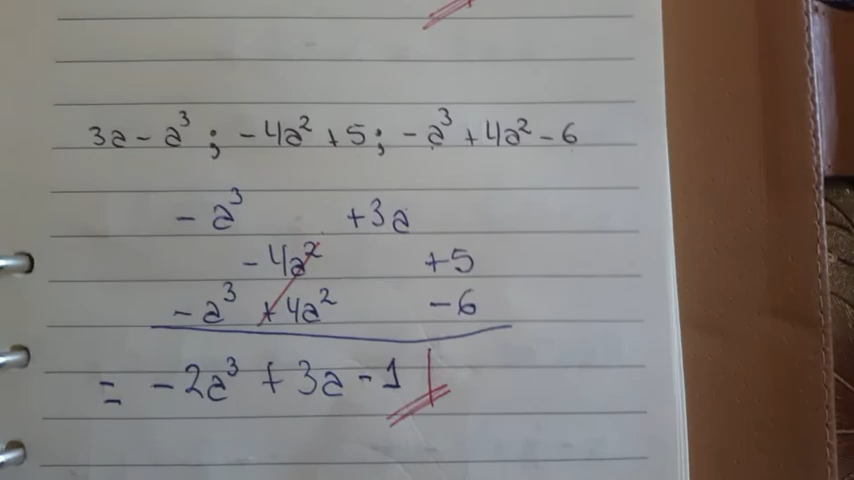 3a - a³ ; - 4a² + 5 ; - a³ + 4a² - 6
- a³ +3a
- 4a² +5
- a³ +4a² -6
= - 2a³ + 3a - 1